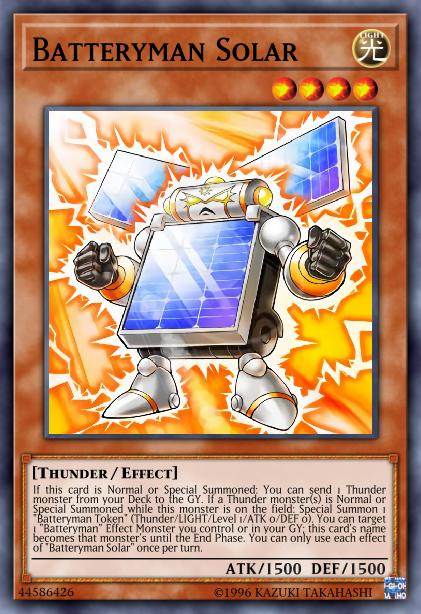 Batteryman Solar
LIGHT
光
[Thunder / Effect]
If this card is Normal or Special Summoned: You can send 1 Thunder
monster from your Deck to the GY. If a Thunder monster(s) is Normal or
Special Summoned while this monster is on the field: Special Summon 1
"Batteryman Token" (Thunder/LIGHT/Level 1/ATK 0/DEF 0). You can target
1 "Batteryman" Effect Monster you control or in your GY; this card's name
becomes that monster's until the End Phase. You can only use each effect
of "Batteryman Solar" once per turn.
ATK/1500 DEF/1500
44586426
©1996 KAZUKI TAKAHASHI